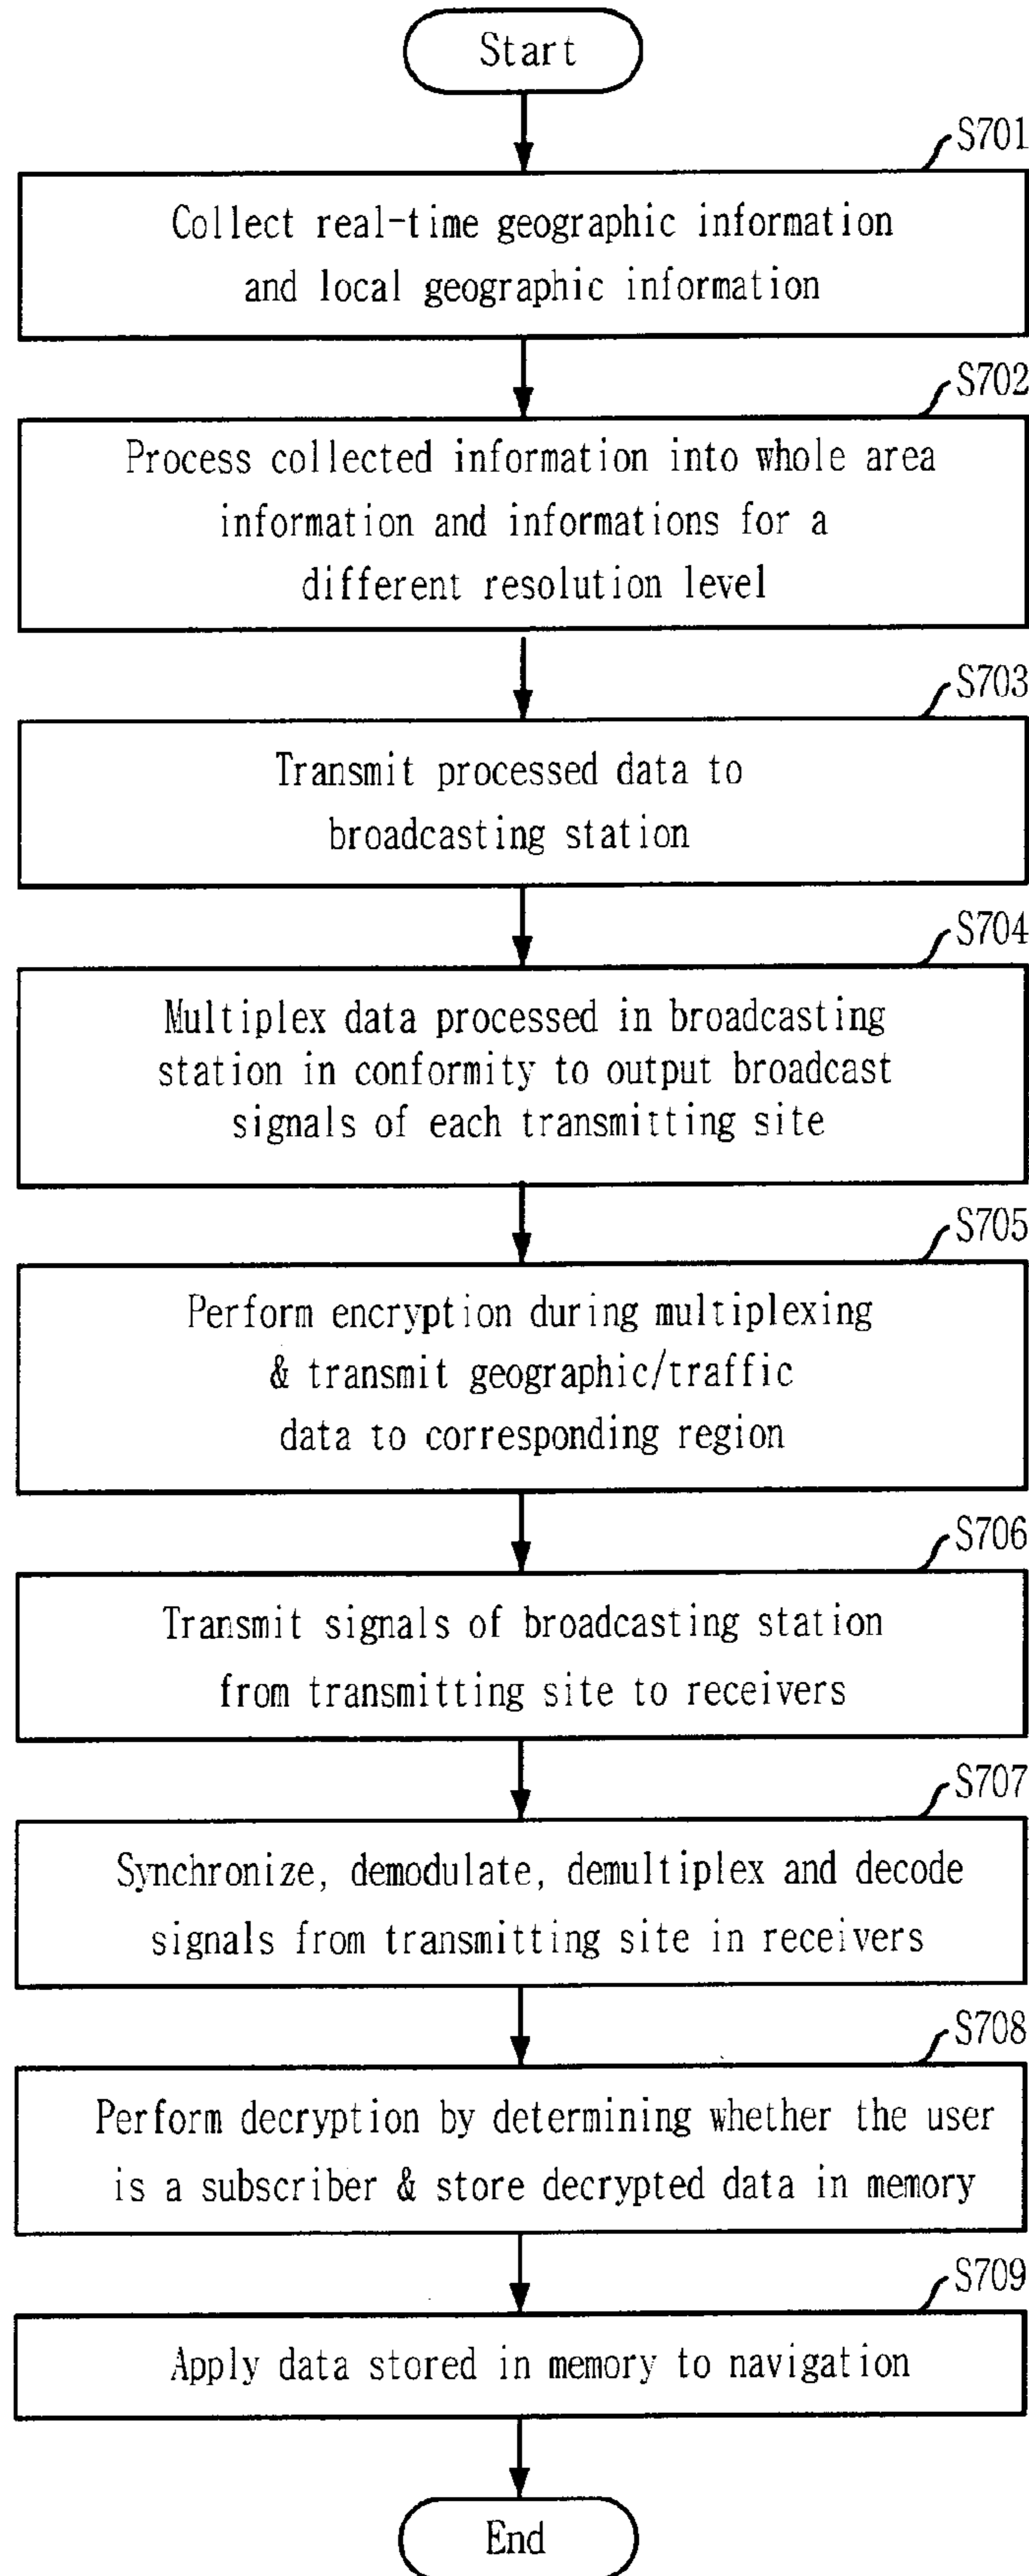 Start
S701
Collect real-time geographic information
and local geographic information
S702
Process collected information into whole area
information and informations for a
different resolution level
S703
Transmit processed data to
broadcasting station
S704
Multiplex data processed in broadcasting
station in conformity to output broadcast
signals of each transmitting site
S705
Perform encryption during multiplexing
& transmit geographic/traffic
data to corresponding region
S706
Transmit signals of broadcasting station
from transmitting site to receivers
S707
Synchronize, demodulate, demultiplex and decode
signals from transmitting site in receivers
S708
Perform decryption by determining whether the user
is a subscriber & store decrypted data in memory
S709
Apply data stored in memory to navigation
End